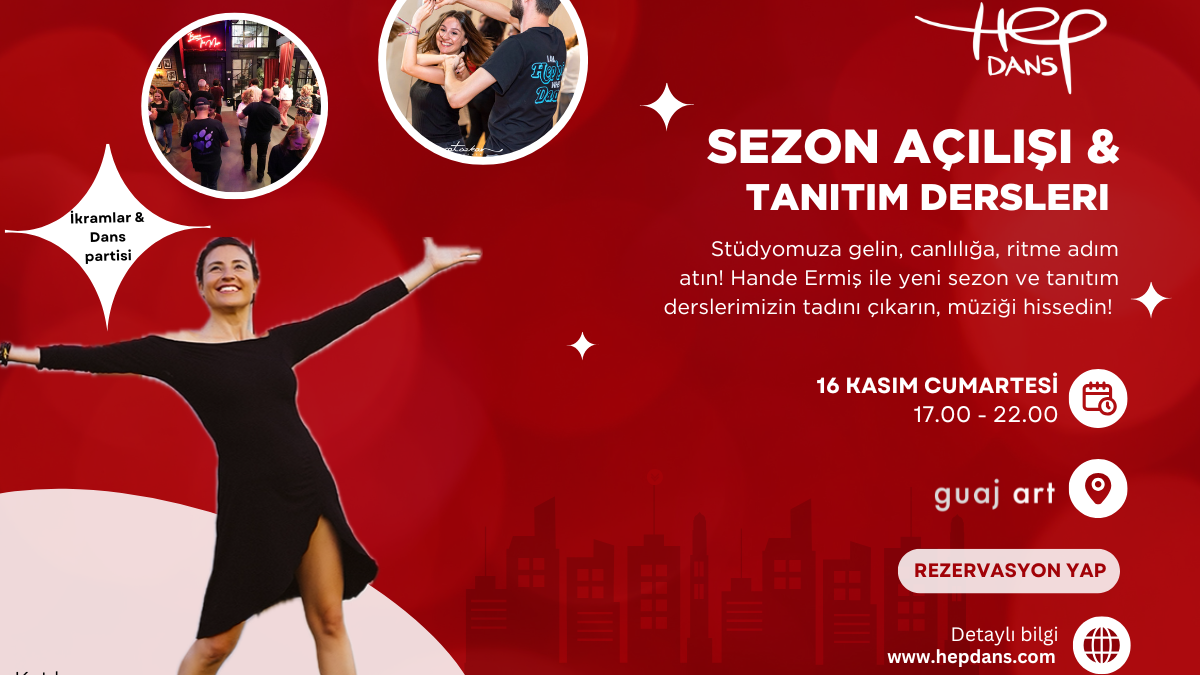 Hep
DANS
SEZON AÇILIŞI &
TANITIM DERSLERI
Stüdyomuza gelin, canlılığa, ritme adım
atın! Hande Ermiş ile yeni sezon ve tanıtım
derslerimizin tadını çıkarın, müziği hissedin!
İkramlar &
Dans
partisi
16 KASIM CUMARTESİ
17.00 - 22.00
guaj art
REZERVASYON YAP
Detaylı bilgi
www.hepdans.com